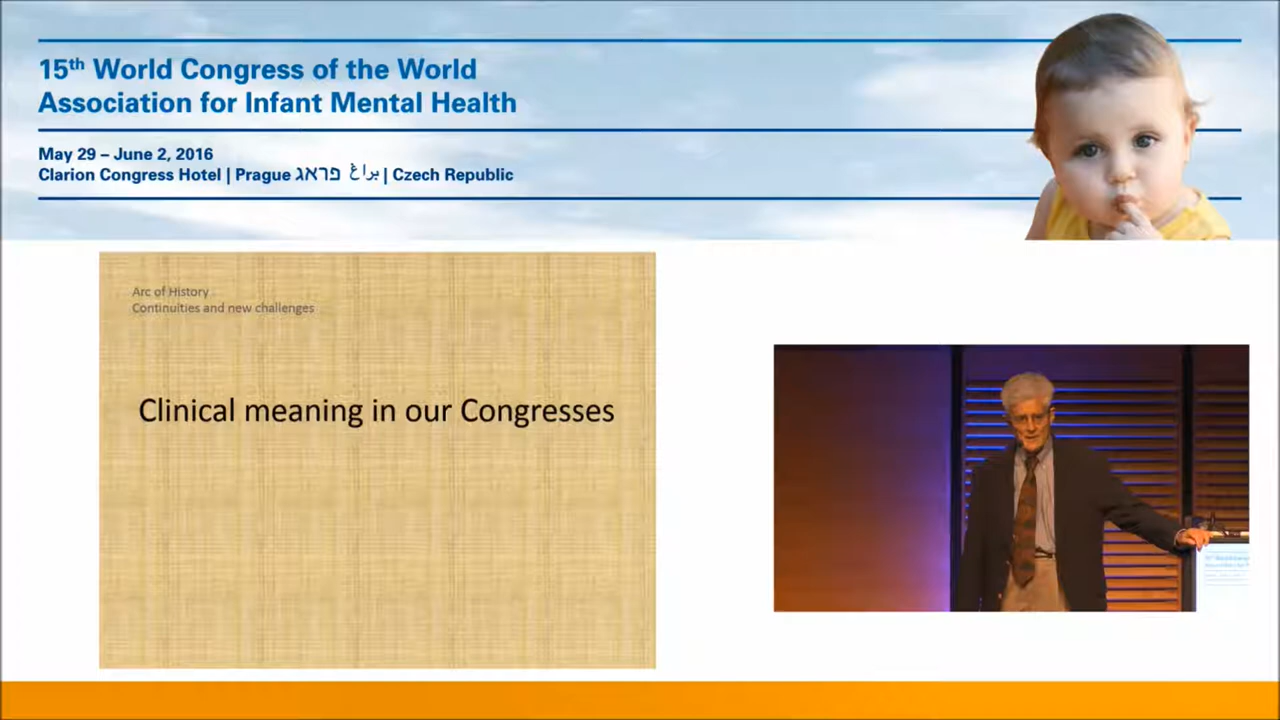 15th World Congress of the World
Association for Infant Mental Health
May 29 – June 2, 2016
Clarion Congress Hotel | Prague פראג براغ | Czech Republic
Arc of History
Continuities and new challenges
Clinical meaning in our Congresses